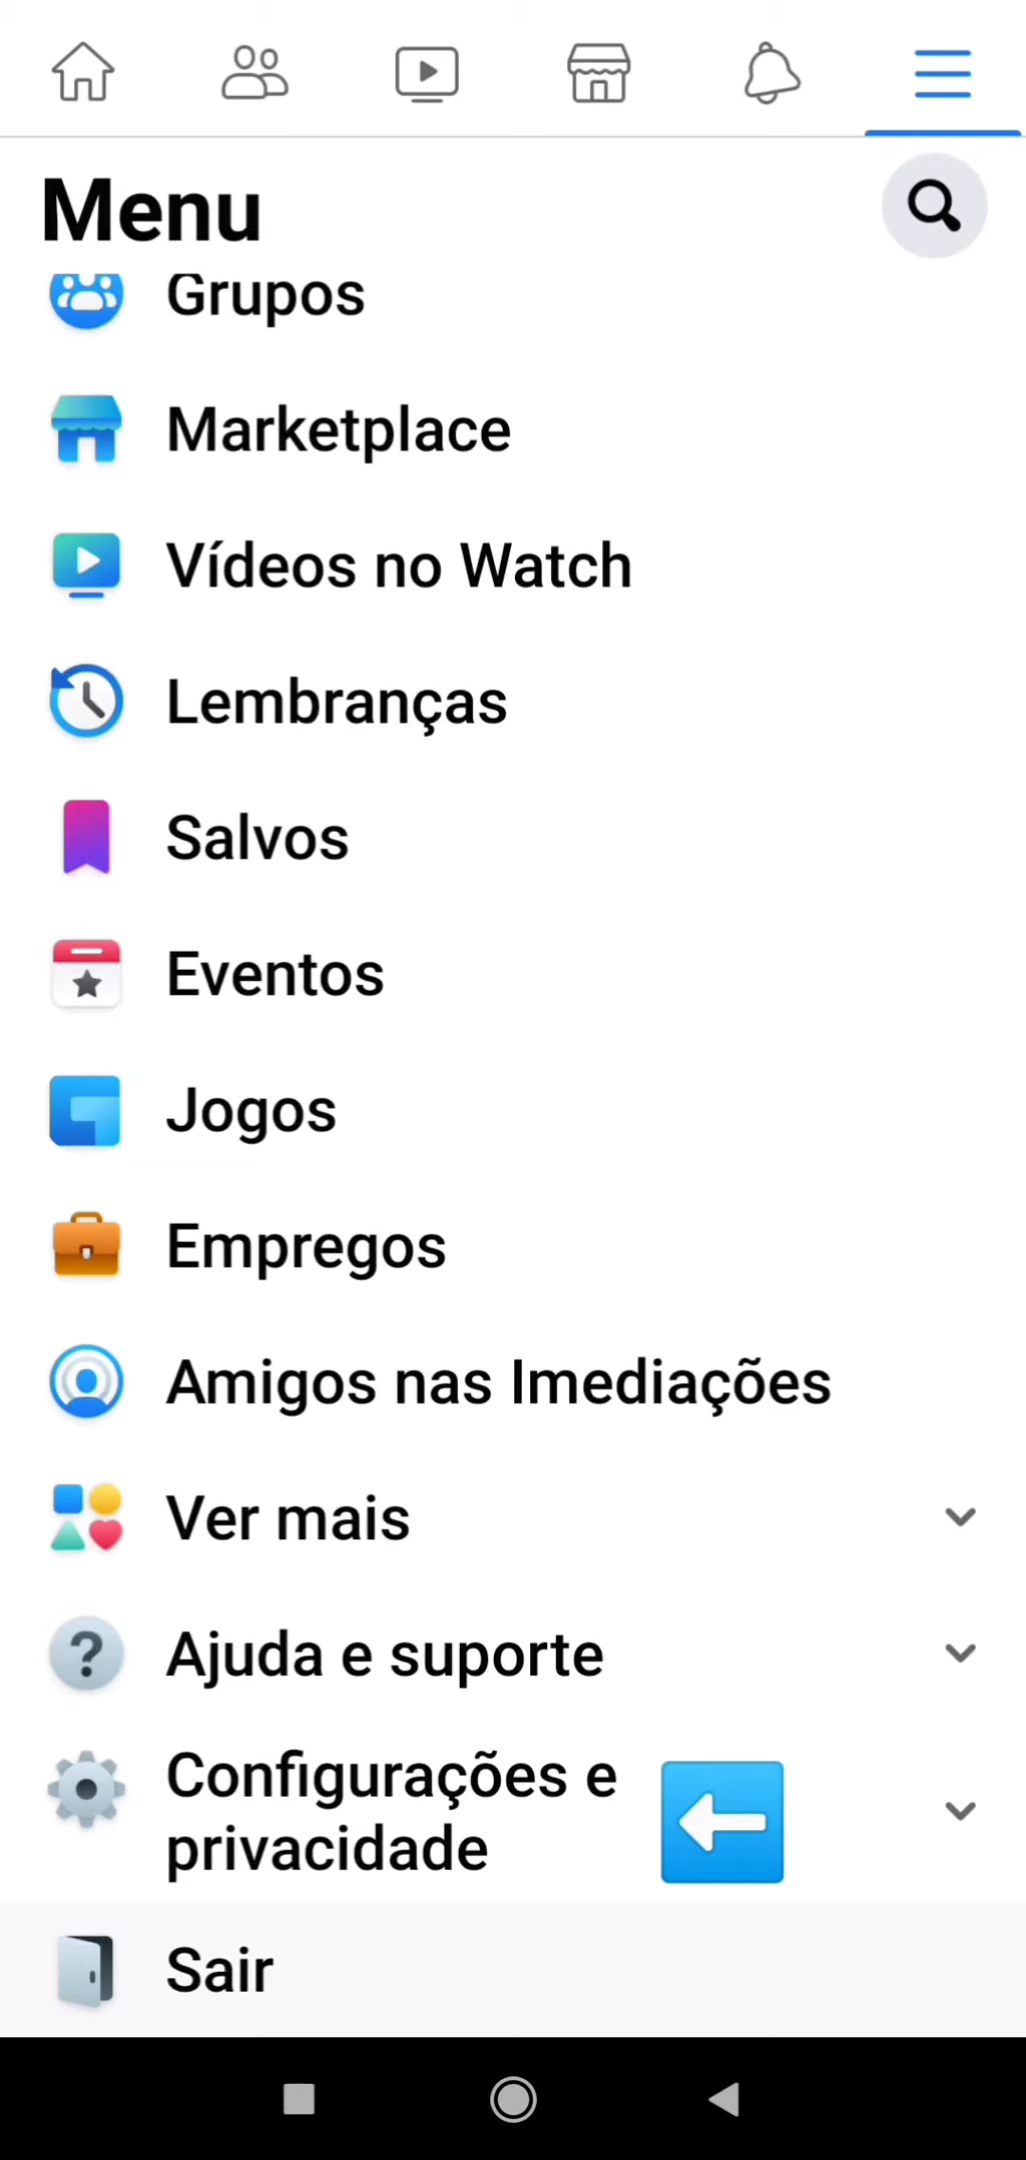 Menu
Grupos
Marketplace
Vídeos no Watch
Lembranças
Salvos
Eventos
Jogos
Empregos
Amigos nas Imediações
Ver mais
Ajuda e suporte
Configurações e
privacidade
Sair